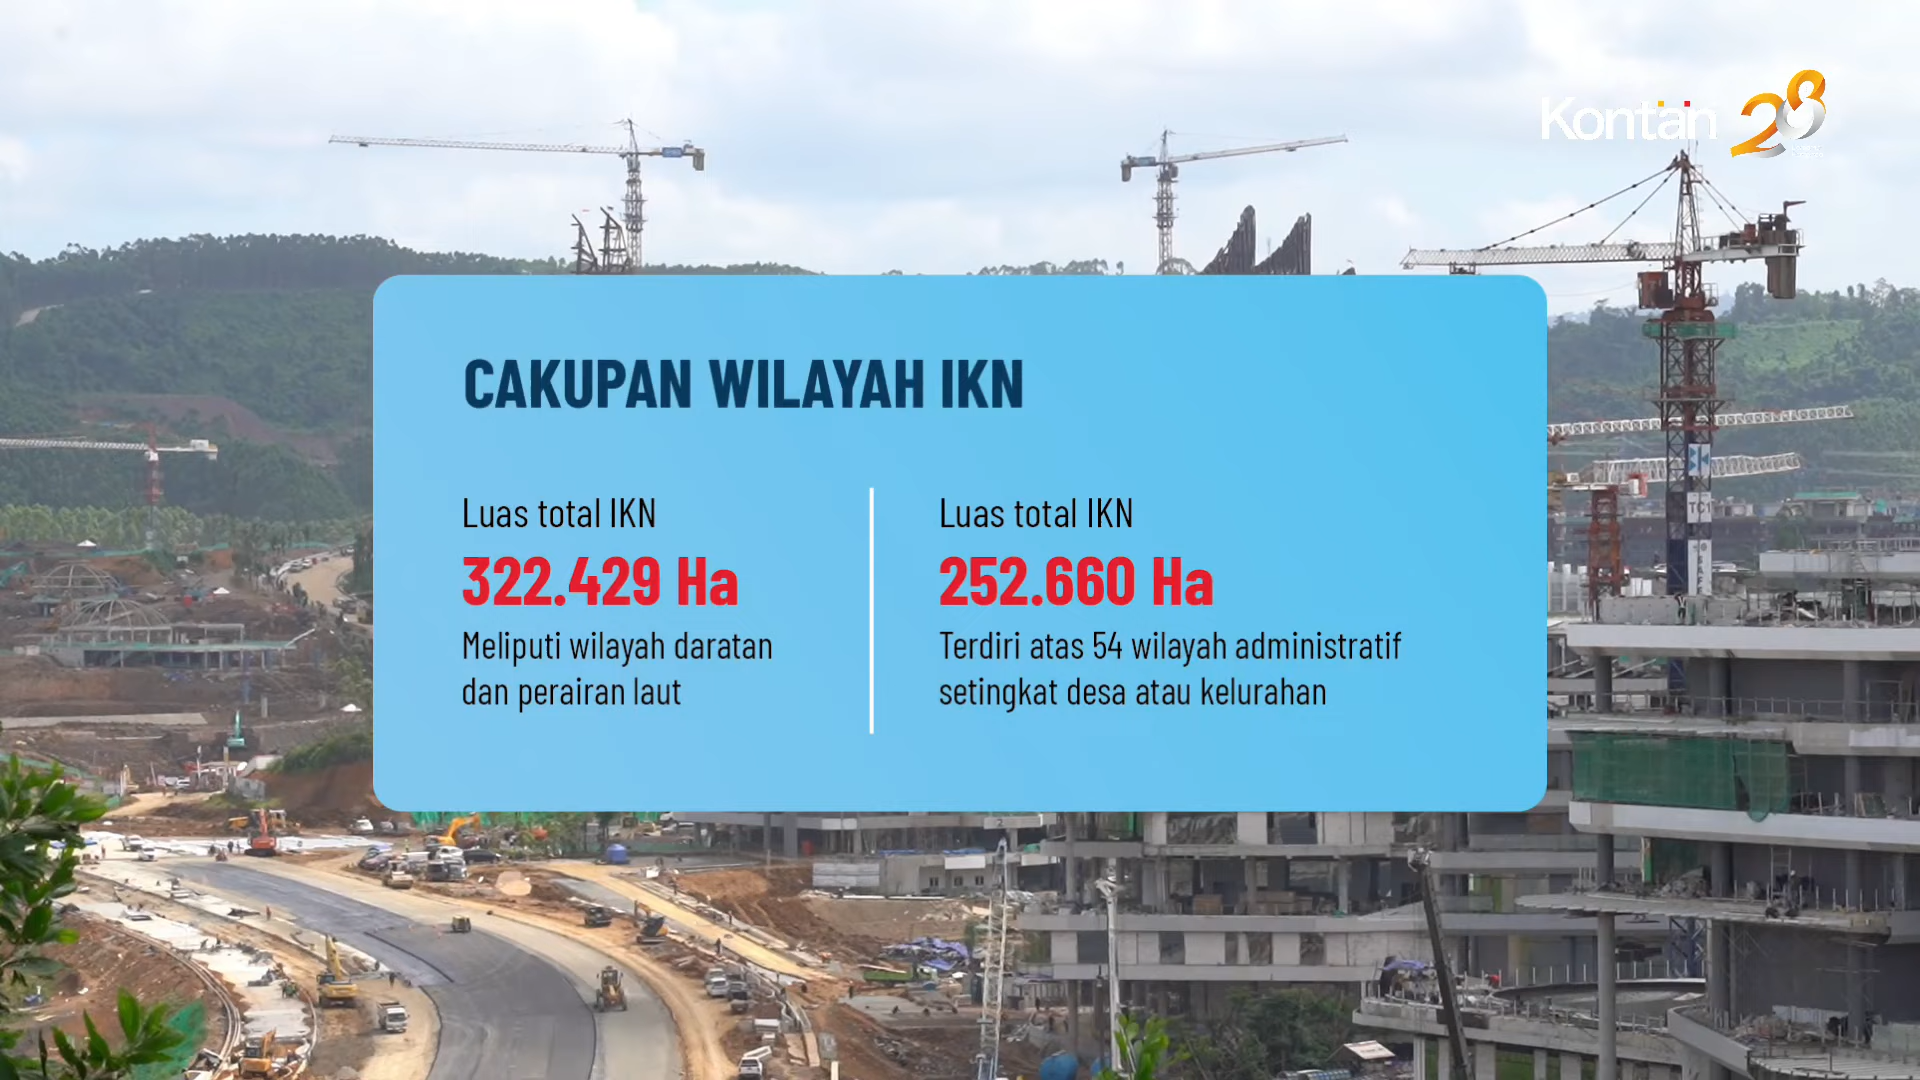 Kontan 28
CAKUPAN WILAYAH IKN
Luas total IKN
322.429 Ha
Meliputi wilayah daratan
dan perairan laut
Luas total IKN
252.660 Ha
Terdiri atas 54 wilayah administratif
setingkat desa atau kelurahan
TC1